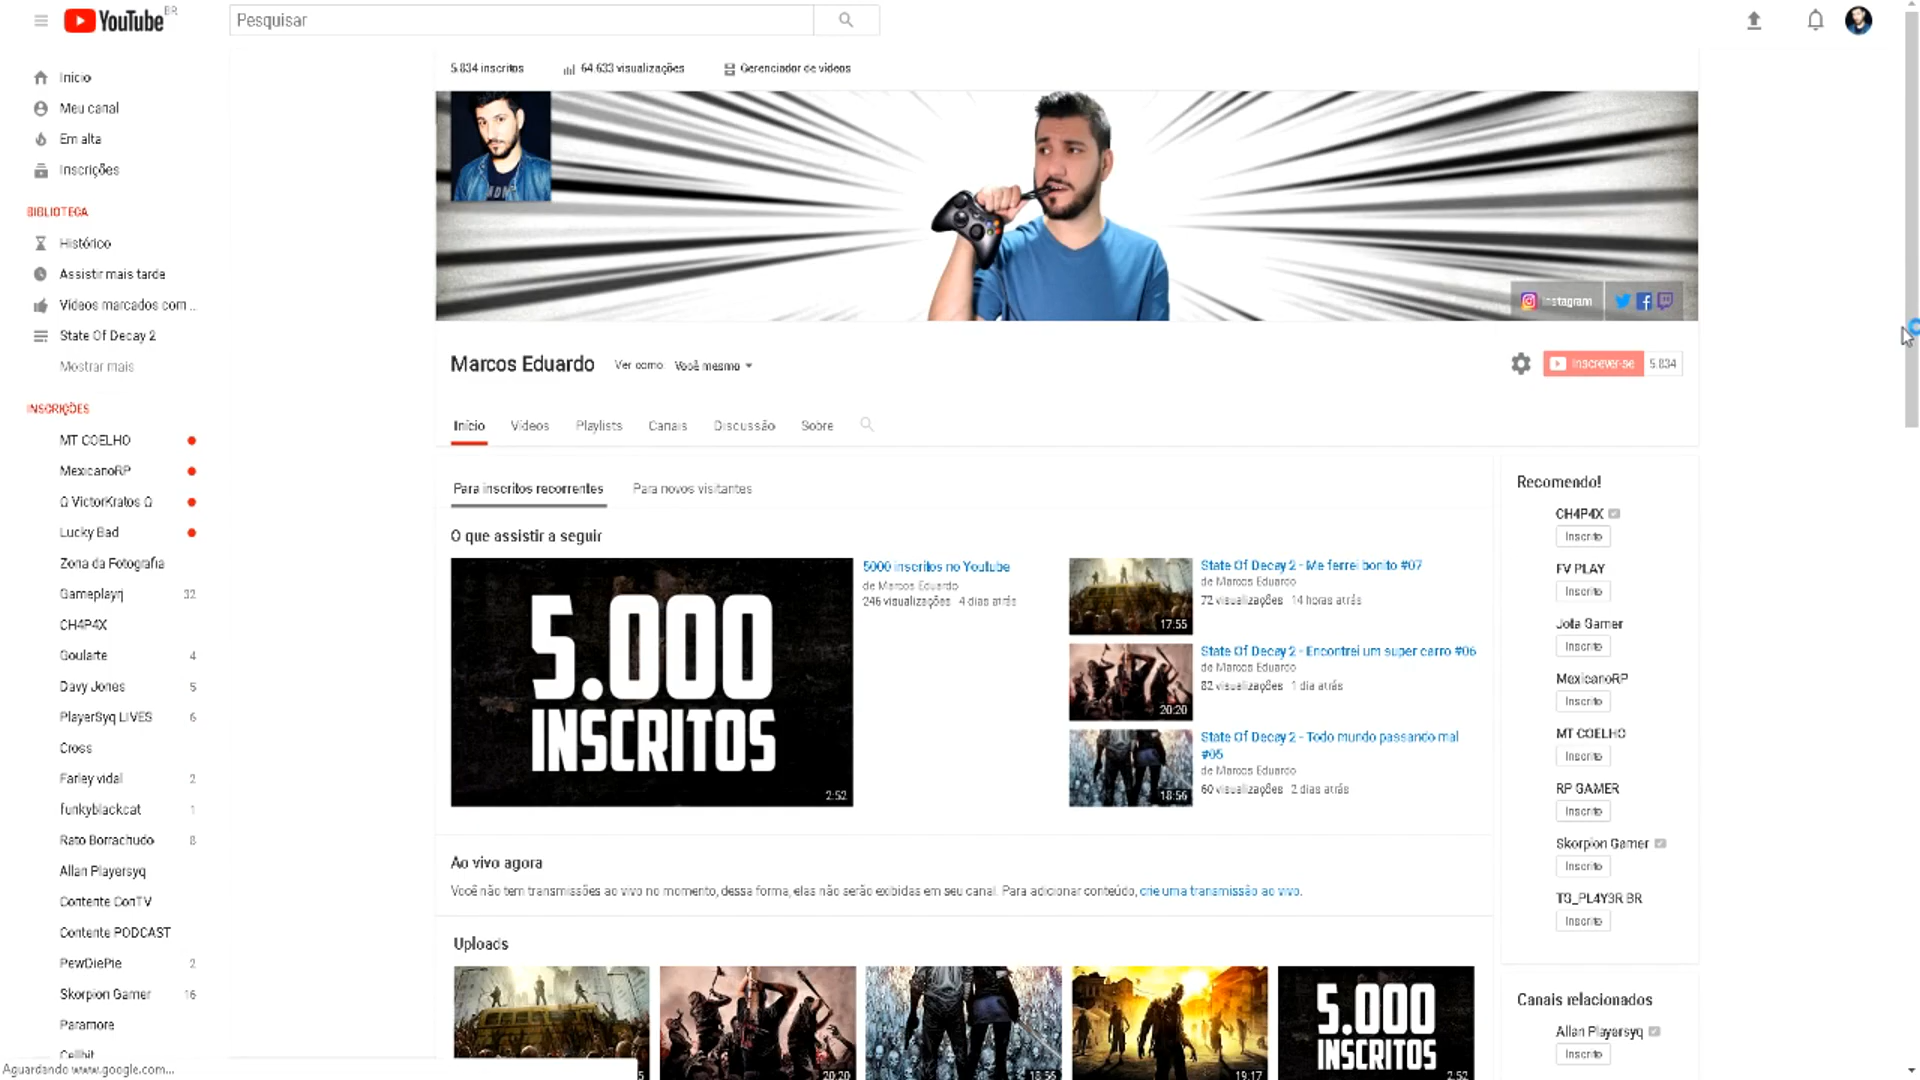 YouTube BR
Pesquisar
5.834 inscritos
64.633 visualizações
Gerenciador de vídeos
Início
Meu canal
Em alta
Inscrições
BIBLIOTECA
Histórico
Assistir mais tarde
Vídeos marcados com ...
State Of Decay 2
Mostrar mais
INSCRIÇÕES
MT COELHO
MexicanoRP
Ω VictorKratos Ω
Lucky Bad
Zona da Fotografia
Gameplayrj 32
CH4P4X
Goularte 4
Davy Jones 5
PlayerSyq LIVES 6
Cross
Farley vidal 2
funkyblackcat 1
Rato Borrachudo 8
Allan Playersyq
Contente ConTV
Contente PODCAST
PewDiePie 2
Skorpion Gamer 16
Paramore
Cellbit
Aguardando www.google.com...
Instagram
Marcos Eduardo
Ver como: Você mesmo
Inscrever-se 5.834
Início Vídeos Playlists Canais Discussão Sobre
Para inscritos recorrentes Para novos visitantes
O que assistir a seguir
5.000
INSCRITOS
2:52
5000 inscritos no Youtube
de Marcos Eduardo
246 visualizações 4 dias atrás
17:55
State Of Decay 2 - Me ferrei bonito #07
de Marcos Eduardo
72 visualizações 14 horas atrás
20:20
State Of Decay 2 - Encontrei um super carro #06
de Marcos Eduardo
82 visualizações 1 dia atrás
18:56
State Of Decay 2 - Todo mundo passando mal
#05
de Marcos Eduardo
60 visualizações 2 dias atrás
Ao vivo agora
Você não tem transmissões ao vivo no momento, dessa forma, elas não serão exibidas em seu canal. Para adicionar conteúdo, crie uma transmissão ao vivo.
Uploads
5
20:20
18:56
19:17
5.000
INSCRITOS
2:52
Recomendo!
CH4P4X
Inscrito
FV PLAY
Inscrito
Jota Gamer
Inscrito
MexicanoRP
Inscrito
MT COELHO
Inscrito
RP GAMER
Inscrito
Skorpion Gamer
Inscrito
T3_PL4Y3R BR
Inscrito
Canais relacionados
Allan Playersyq
Inscrito